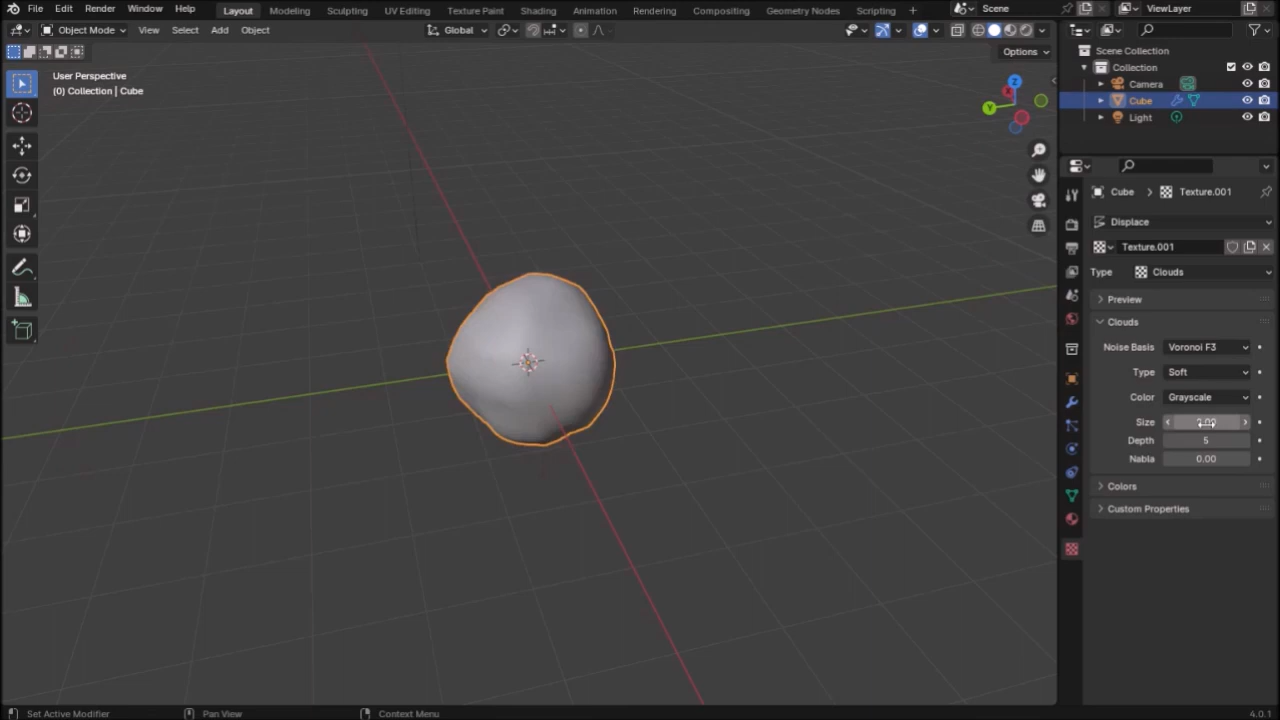 File Edit Render Window Help Layout Modeling Sculpting UV Editing Texture Paint Shading Animation Rendering Compositing Geometry Nodes Scripting + Scene ViewLayer
Object Mode View Select Add Object Global
Options
User Perspective
(0) Collection | Cube
Z
Y
X
Scene Collection
Collection
Camera
Cube
Light
Cube > Texture.001
Displace
Texture.001
Type Clouds
Preview
Clouds
Noise Basis Voronoi F3
Type Soft
Color Grayscale
Size
Depth 5
Nabla 0.00
Colors
Custom Properties
Set Active Modifier Pan View Context Menu 4.0.1